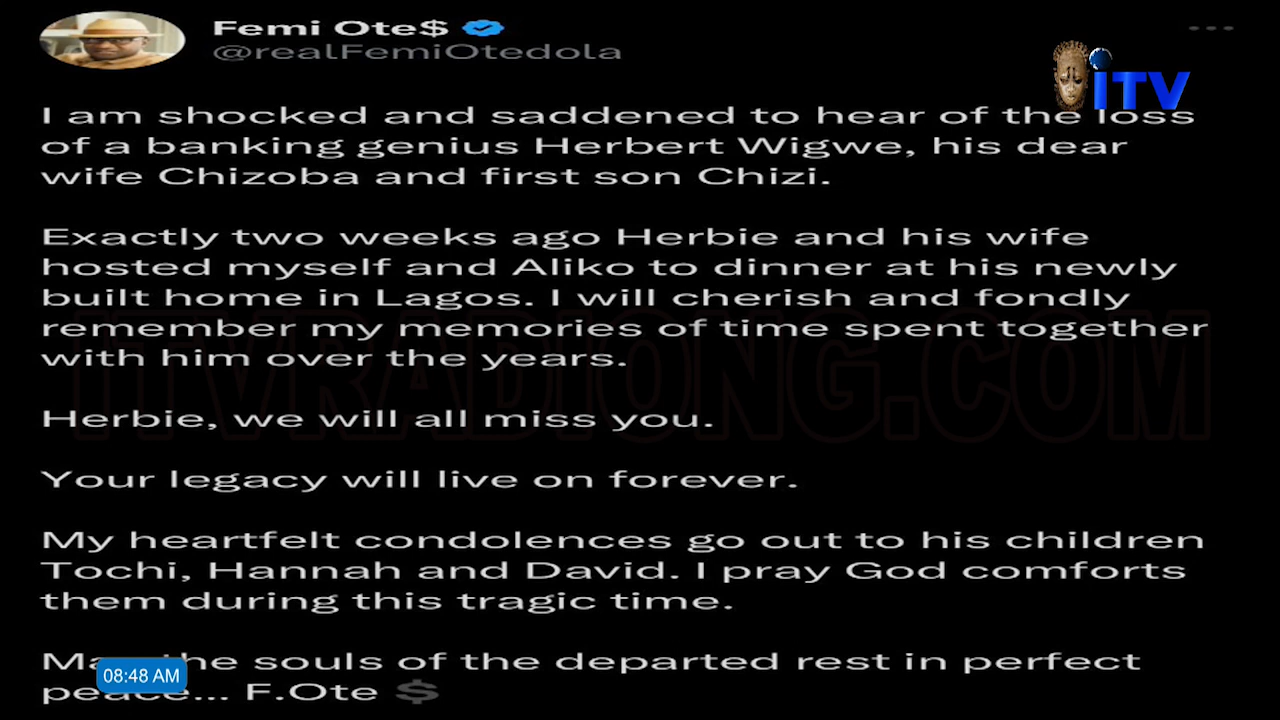 Femi Ote$
@realFemiOtedola
iTV
I am shocked and saddened to hear of the loss
of a banking genius Herbert Wigwe, his dear
wife Chizoba and first son Chizi.
Exactly two weeks ago Herbie and his wife
hosted myself and Aliko to dinner at his newly
built home in Lagos. I will cherish and fondly
remember my memories of time spent together
with him over the years.
ITVRADIONG.COM
Herbie, we will all miss you.
Your legacy will live on forever.
My heartfelt condolences go out to his children
Tochi, Hannah and David. I pray God comforts
them during this tragic time.
May the souls of the departed rest in perfect
08:48 AM
peace... F.Ote $